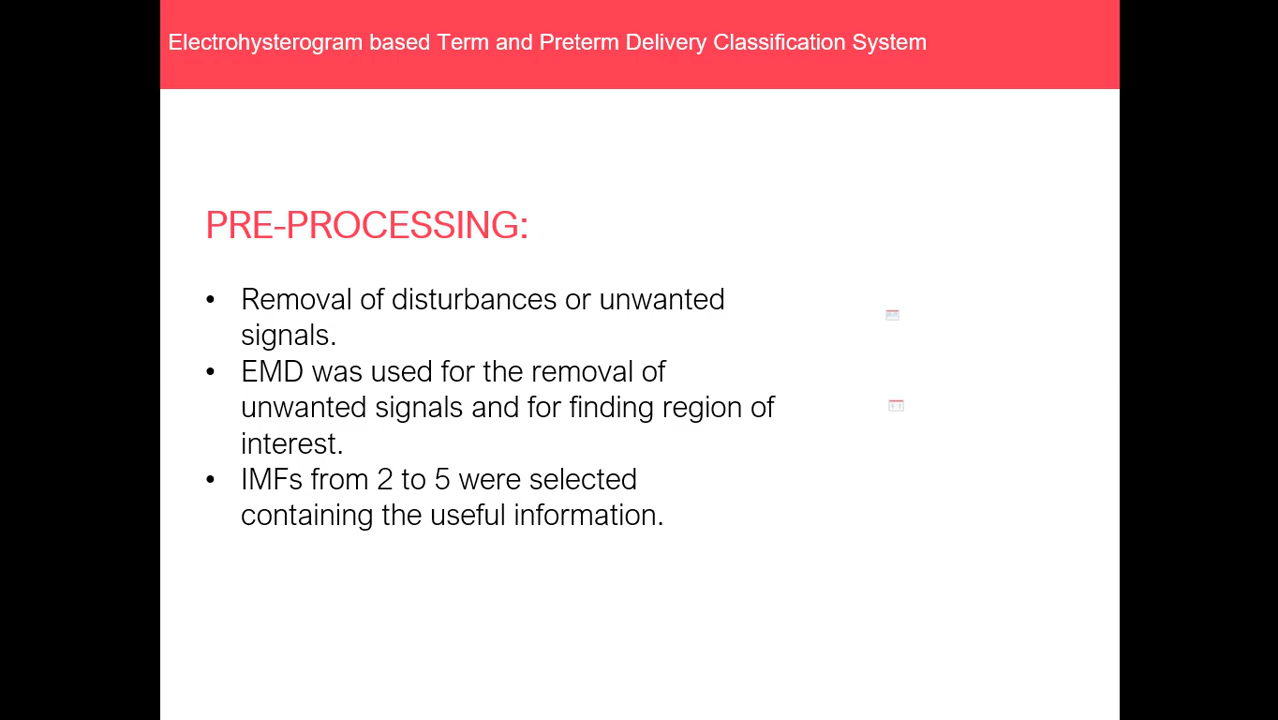 Electrohysterogram based Term and Preterm Delivery Classification System
PRE-PROCESSING:
• Removal of disturbances or unwanted
signals.
• EMD was used for the removal of
unwanted signals and for finding region of
interest.
• IMFs from 2 to 5 were selected
containing the useful information.